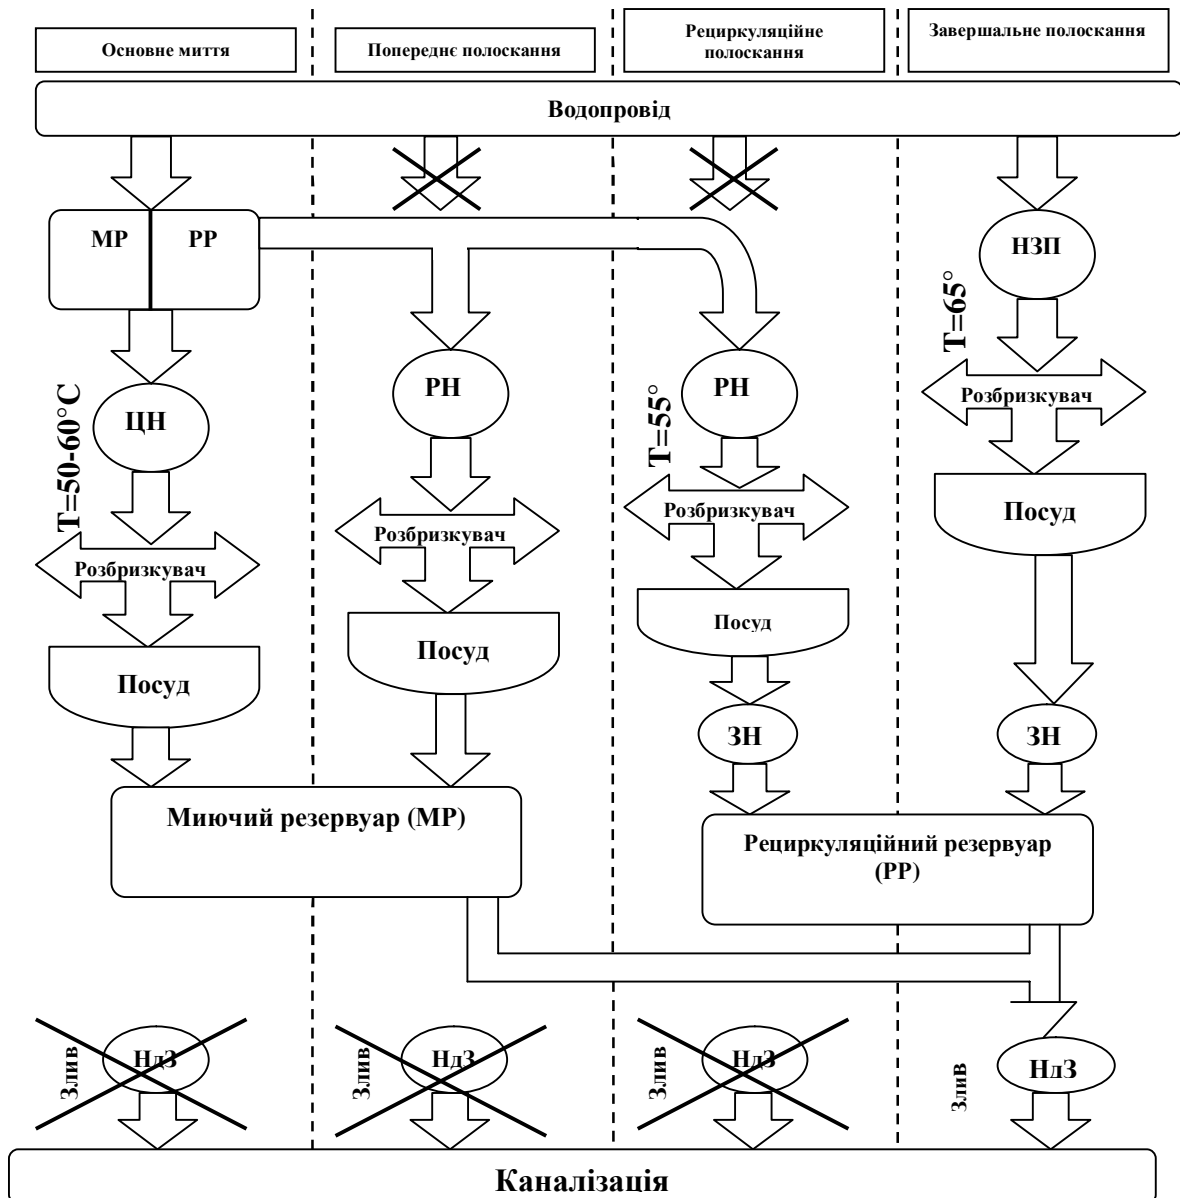 Основне миття
Попереднє полоскання
Рециркуляційне
полоскання
Завершальне полоскання
Водопровід
МР
РР
НЗП
T=65°
РН
РН
Розбризкувач
ЦН
T=50-60°C
T=55°
Посуд
Розбризкувач
Розбризкувач
Розбризкувач
Посуд
Посуд
Посуд
ЗН
ЗН
Миючий резервуар (МР)
Рециркуляційний резервуар
(РР)
Злив
НдЗ
Злив
НдЗ
Злив
НдЗ
Злив
НдЗ
Каналізація